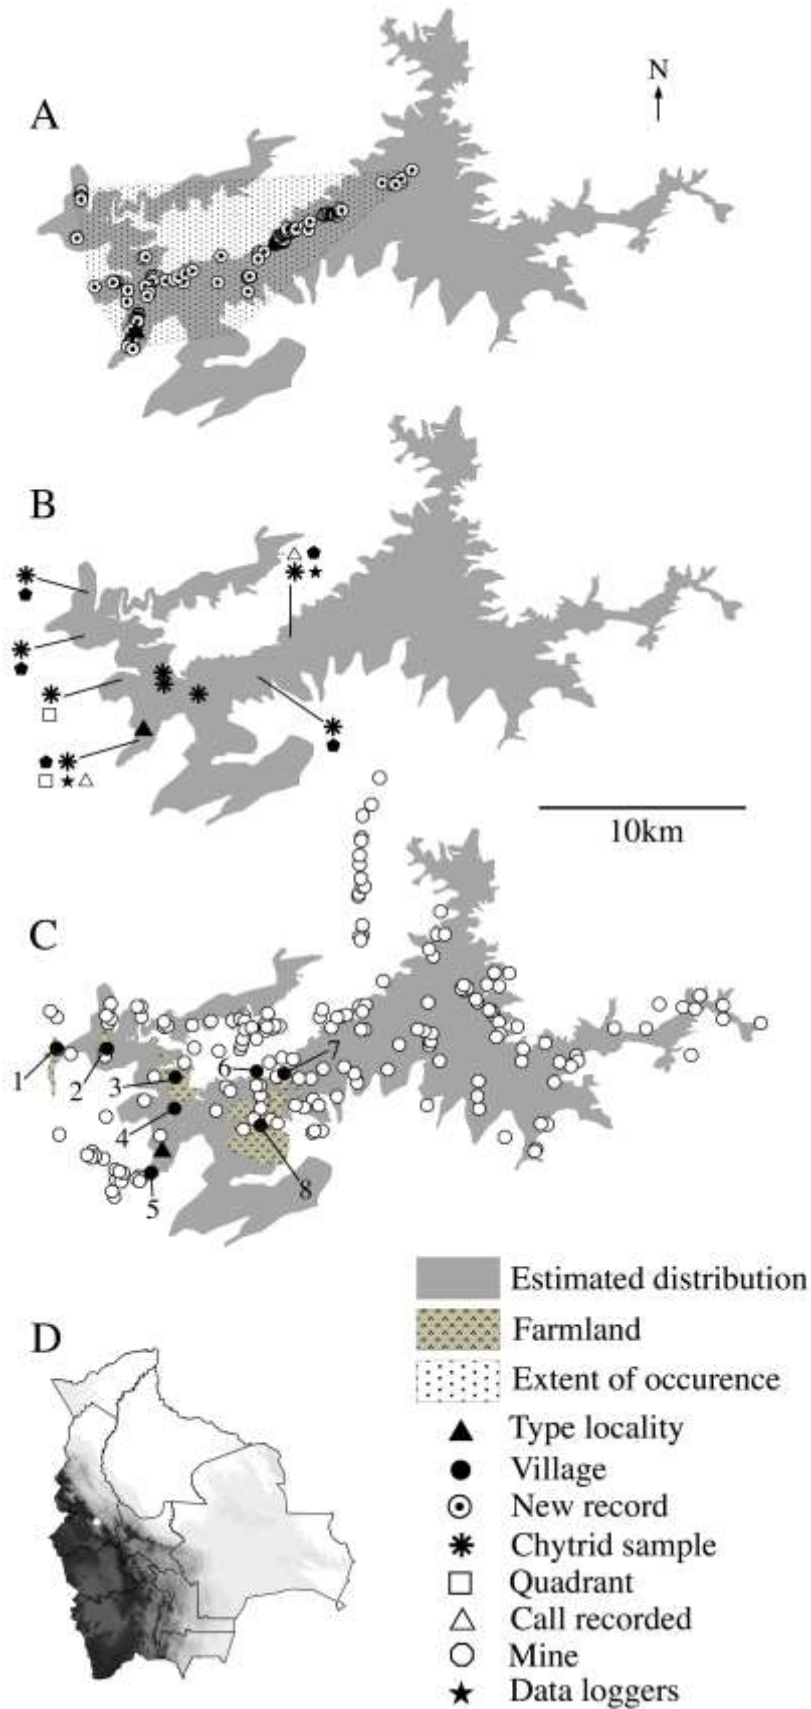 A
N
B
10km
C
1
2
3
4
5
6
7
8
Estimated distribution
Farmland
D
Extent of occurence
Type locality
Village
New record
Chytrid sample
Quadrant
Call recorded
Mine
Data loggers